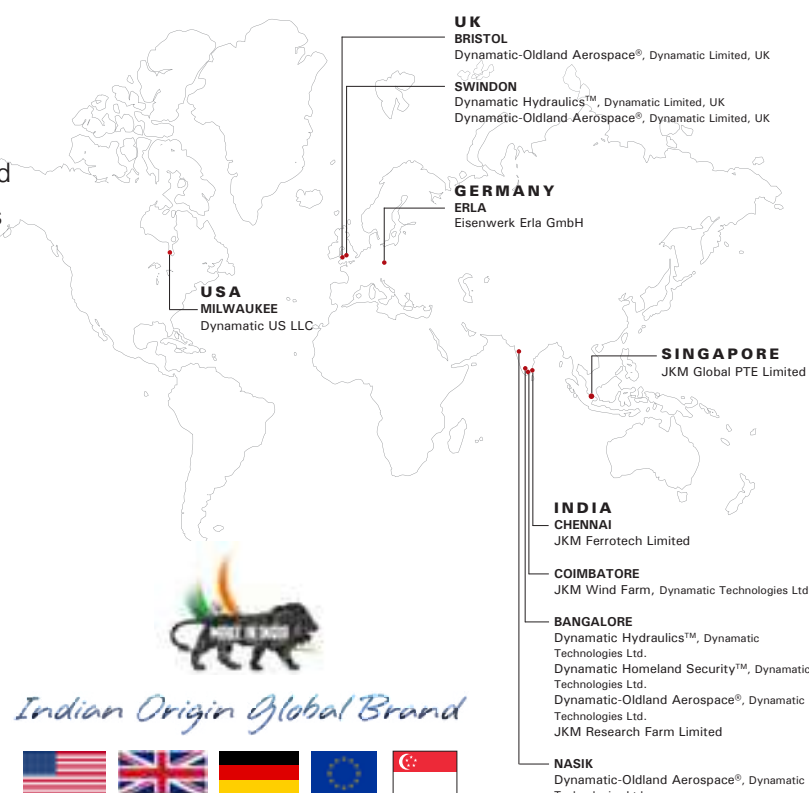 UK
BRISTOL
Dynamatic-Oldland Aerospace®, Dynamatic Limited, UK
SWINDON
Dynamatic Hydraulics™, Dynamatic Limited, UK
Dynamatic-Oldland Aerospace®, Dynamatic Limited, UK
GERMANY
ERLA
Eisenwerk Erla GmbH
USA
MILWAUKEE
Dynamatic US LLC
SINGAPORE
JKM Global PTE Limited
INDIA
CHENNAI
JKM Ferrotech Limited
COIMBATORE
JKM Wind Farm, Dynamatic Technologies Ltd
BANGALORE
Dynamatic Hydraulics™, Dynamatic
Technologies Ltd.
Dynamatic Homeland Security™, Dynamatic
Technologies Ltd.
Dynamatic-Oldland Aerospace®, Dynamatic
Technologies Ltd.
JKM Research Farm Limited
NASIK
Dynamatic-Oldland Aerospace®, Dynamatic
MAKE IN INDIA
Indian Origin Global Brand